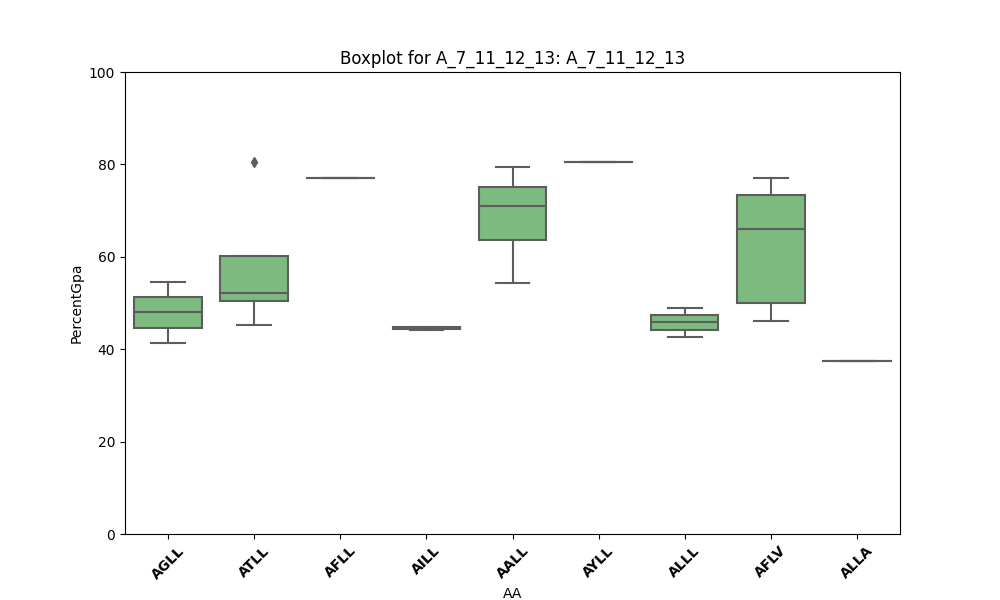 Boxplot for A_7_11_12_13: A_7_11_12_13
100
80
60
40
20
0
PercentGpa
AGLL ATLL AFLL AILL AALL AYLL ALLL AFLV ALLA
AA